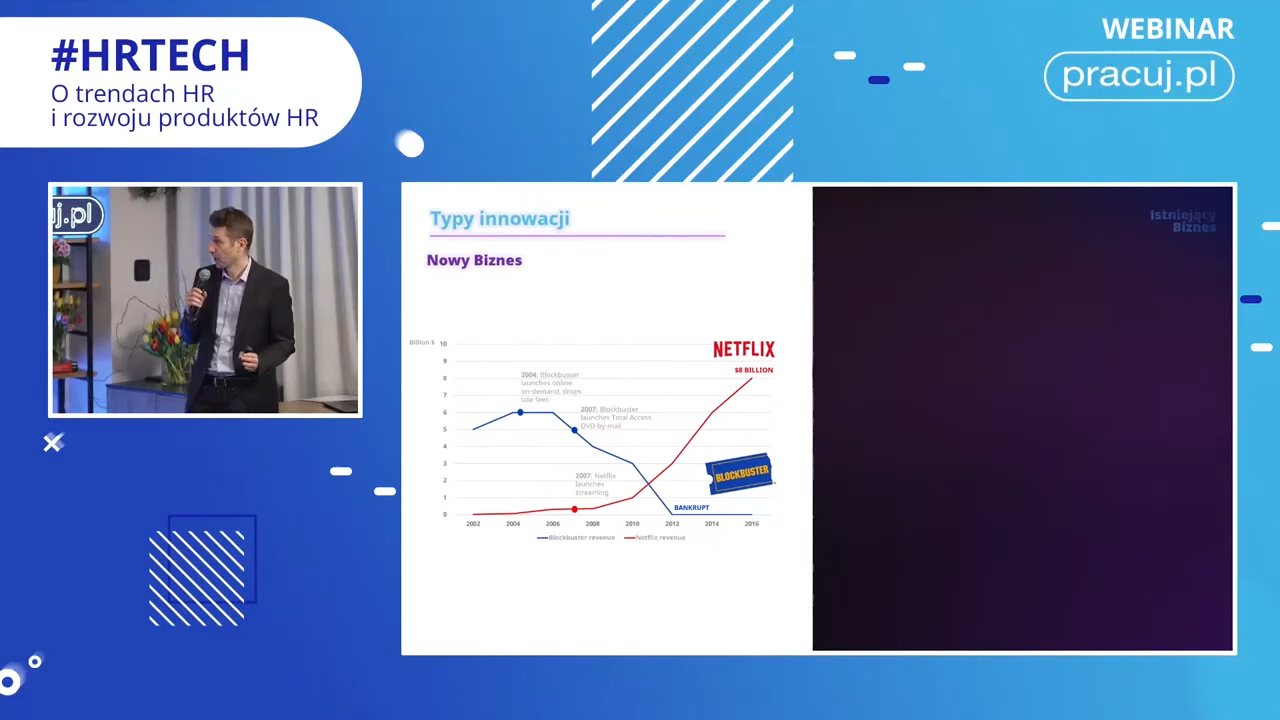 #HRTECH
O trendach HR
i rozwoju produktów HR
WEBINAR
pracuj.pl
j.pl
Typy innowacji
Nowy Biznes
Istniejący
Biznes
Billion $
10
9
8
7
6
5
4
3
2
1
0
2004: Blockbuster
launches online
on-demand, drops
late fees
2007: Blockbuster
launches Total Access
DVD-by-mail
2007: Netflix
launches
streaming
NETFLIX
$8 BILLION
BLOCKBUSTER
BANKRUPT
2002 2004 2006 2008 2010 2012 2014 2016
Blockbuster revenue Netflix revenue